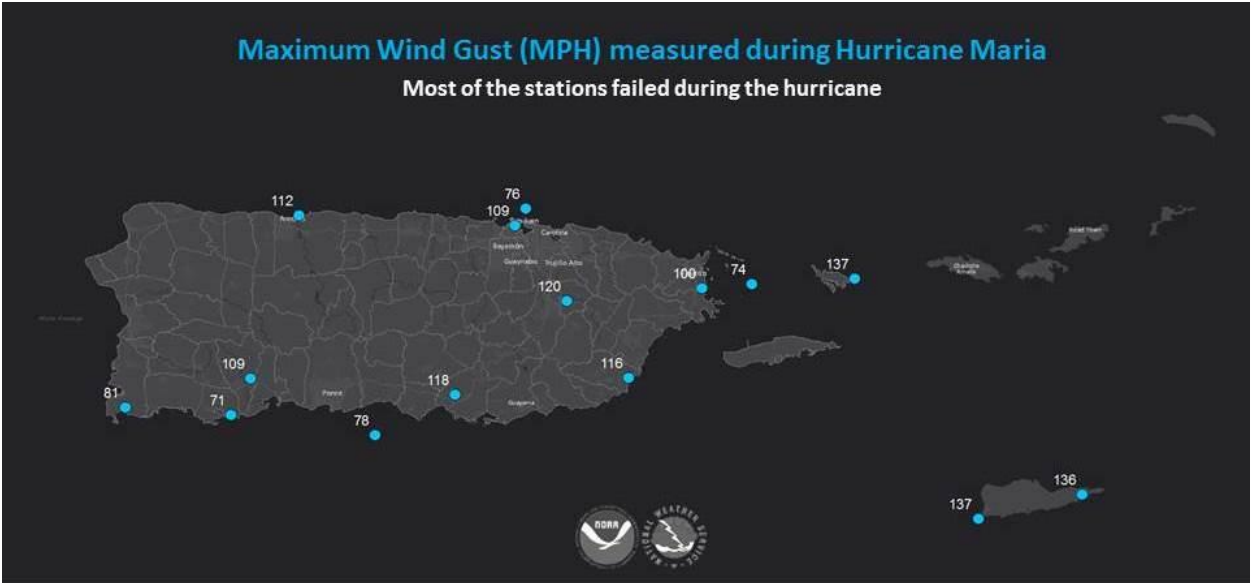 Maximum Wind Gust (MPH) measured during Hurricane Maria
Most of the stations failed during the hurricane
112
76
109
Carolina
Bayamón
Guaynabo
Trujillo Alto
100
74
137
120
109
116
81
71
Ponce
118
Guayama
78
136
137
NOAA
NATIONAL WEATHER SERVICE